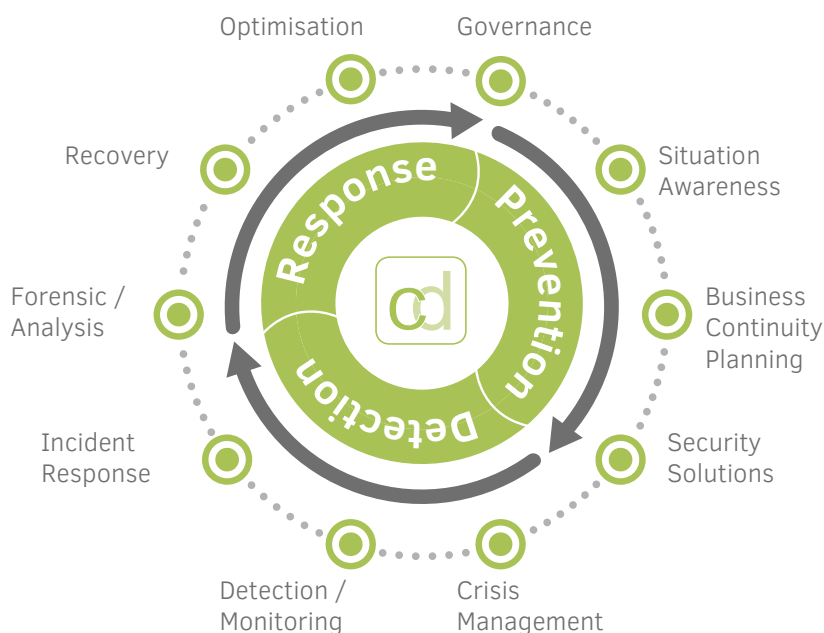 Optimisation
Governance
Recovery
Situation
Awareness
Forensic /
Analysis
Business
Continuity
Planning
Incident
Response
Security
Solutions
Detection /
Monitoring
Crisis
Management
Response
Prevention
Detection
cd